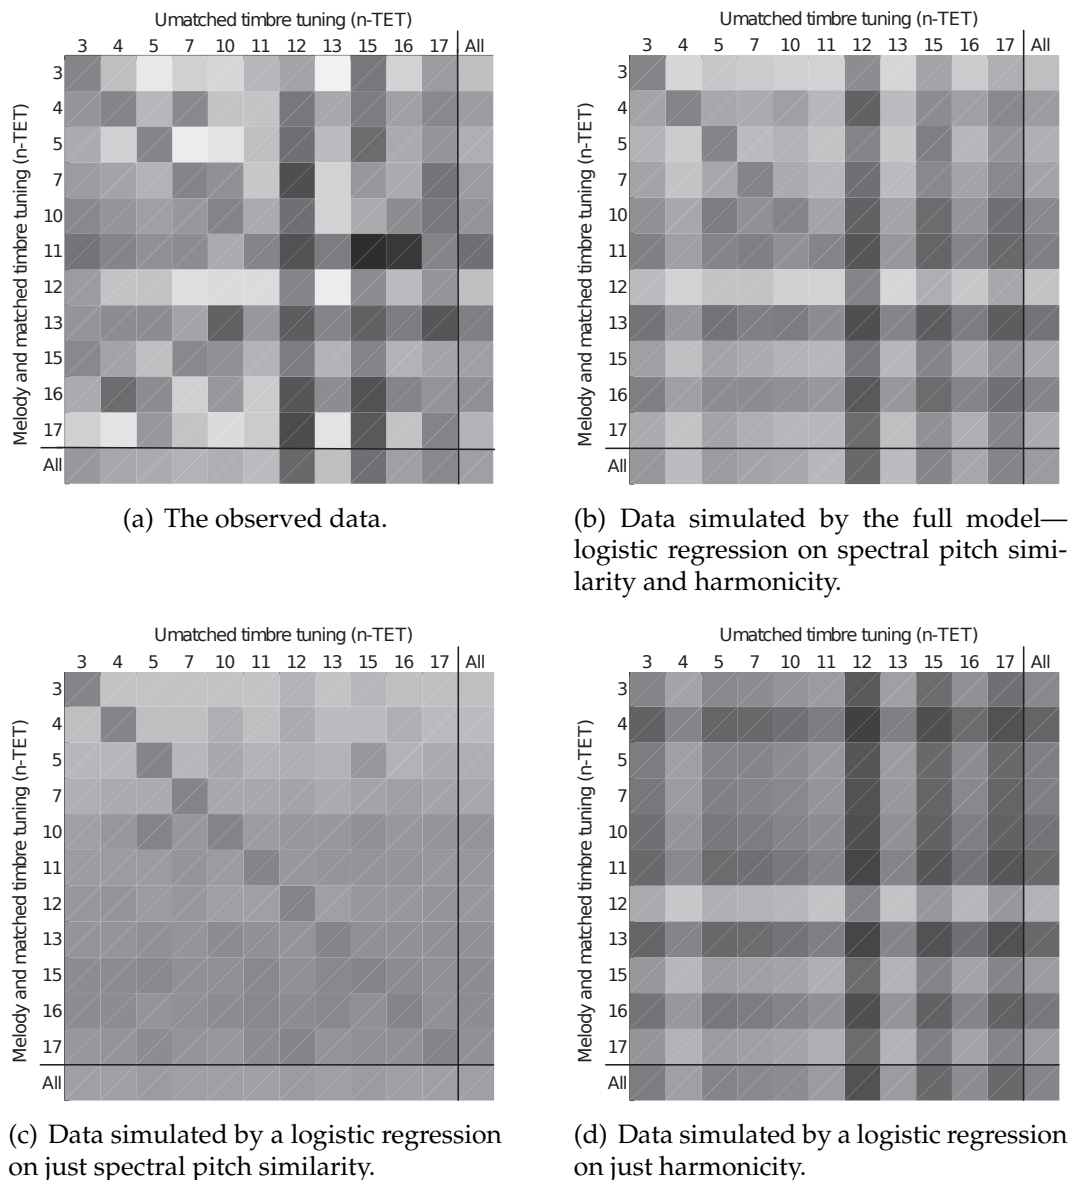 Umatched timbre tuning (n-TET)
3 4 5 7 10 11 12 13 15 16 17 All
Melody and matched timbre tuning (n-TET)
3
4
5
7
10
11
12
13
15
16
17
All
(a) The observed data.
Umatched timbre tuning (n-TET)
3 4 5 7 10 11 12 13 15 16 17 All
Melody and matched timbre tuning (n-TET)
3
4
5
7
10
11
12
13
15
16
17
All
(b) Data simulated by the full model—
logistic regression on spectral pitch simi-
larity and harmonicity.
Umatched timbre tuning (n-TET)
3 4 5 7 10 11 12 13 15 16 17 All
Melody and matched timbre tuning (n-TET)
3
4
5
7
10
11
12
13
15
16
17
All
(c) Data simulated by a logistic regression
on just spectral pitch similarity.
Umatched timbre tuning (n-TET)
3 4 5 7 10 11 12 13 15 16 17 All
Melody and matched timbre tuning (n-TET)
3
4
5
7
10
11
12
13
15
16
17
All
(d) Data simulated by a logistic regression
on just harmonicity.